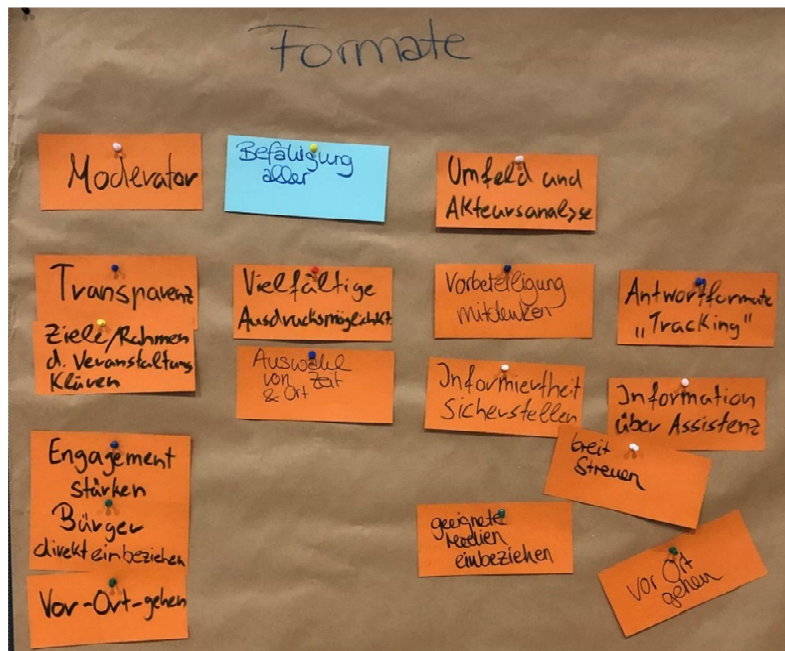 Formate
Moderator
Befähigung
aller
Umfeld und
Akteursanalyse
Transparenz
Ziele/Rahmen
d. Veranstaltung
Klären
Vielfältige
Ausdrucksmöglichkt.
Auswahl
von Zeit
& Ort
Vorbeteiligung
mitdenken
Antwortformate
„Tracking"
Informiertheit
Sicherstellen
Information
über Assistenz
breit
Streuen
Engagement
stärken
Bürger
direkt einbeziehen
Vor-Ort-gehen
geeignete
Medien
einbeziehen
vor Ort
gehen